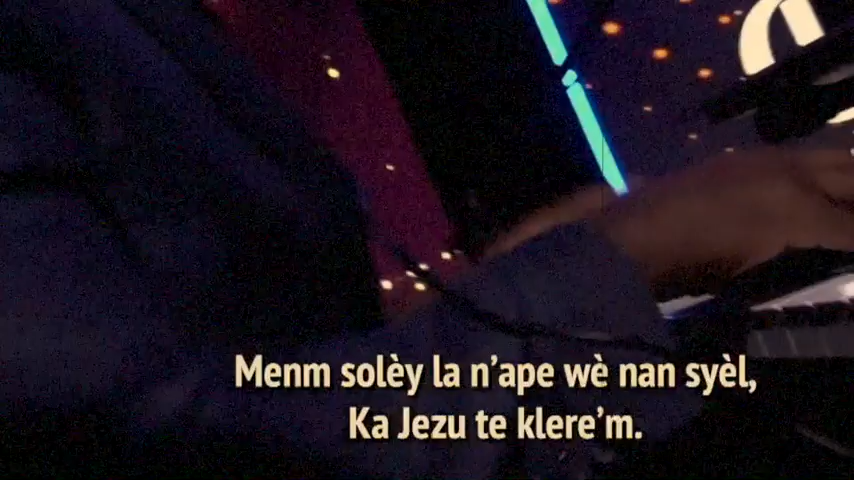 Menm solèy la n’ape wè nan syèl,
Ka Jezu te klere’m.